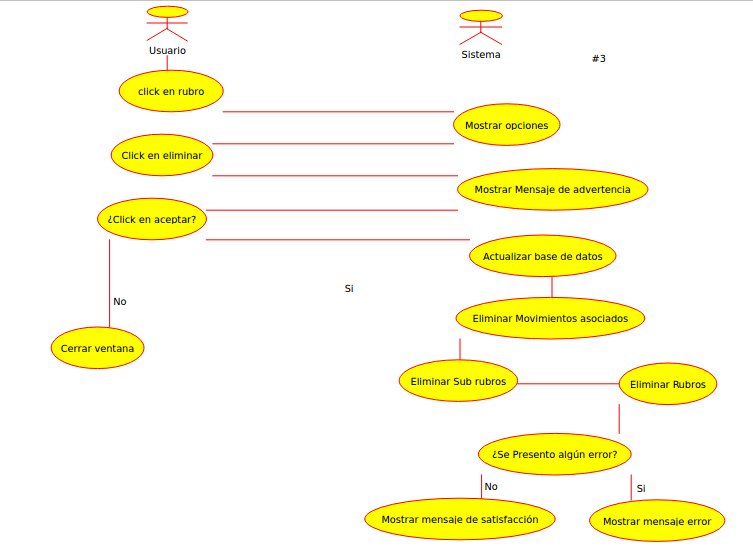 Usuario
Sistema
#3
click en rubro
Mostrar opciones
Click en eliminar
Mostrar Mensaje de advertencia
¿Click en aceptar?
Actualizar base de datos
Si
No
Eliminar Movimientos asociados
Cerrar ventana
Eliminar Sub rubros
Eliminar Rubros
¿Se Presento algún error?
No
Si
Mostrar mensaje de satisfacción
Mostrar mensaje error